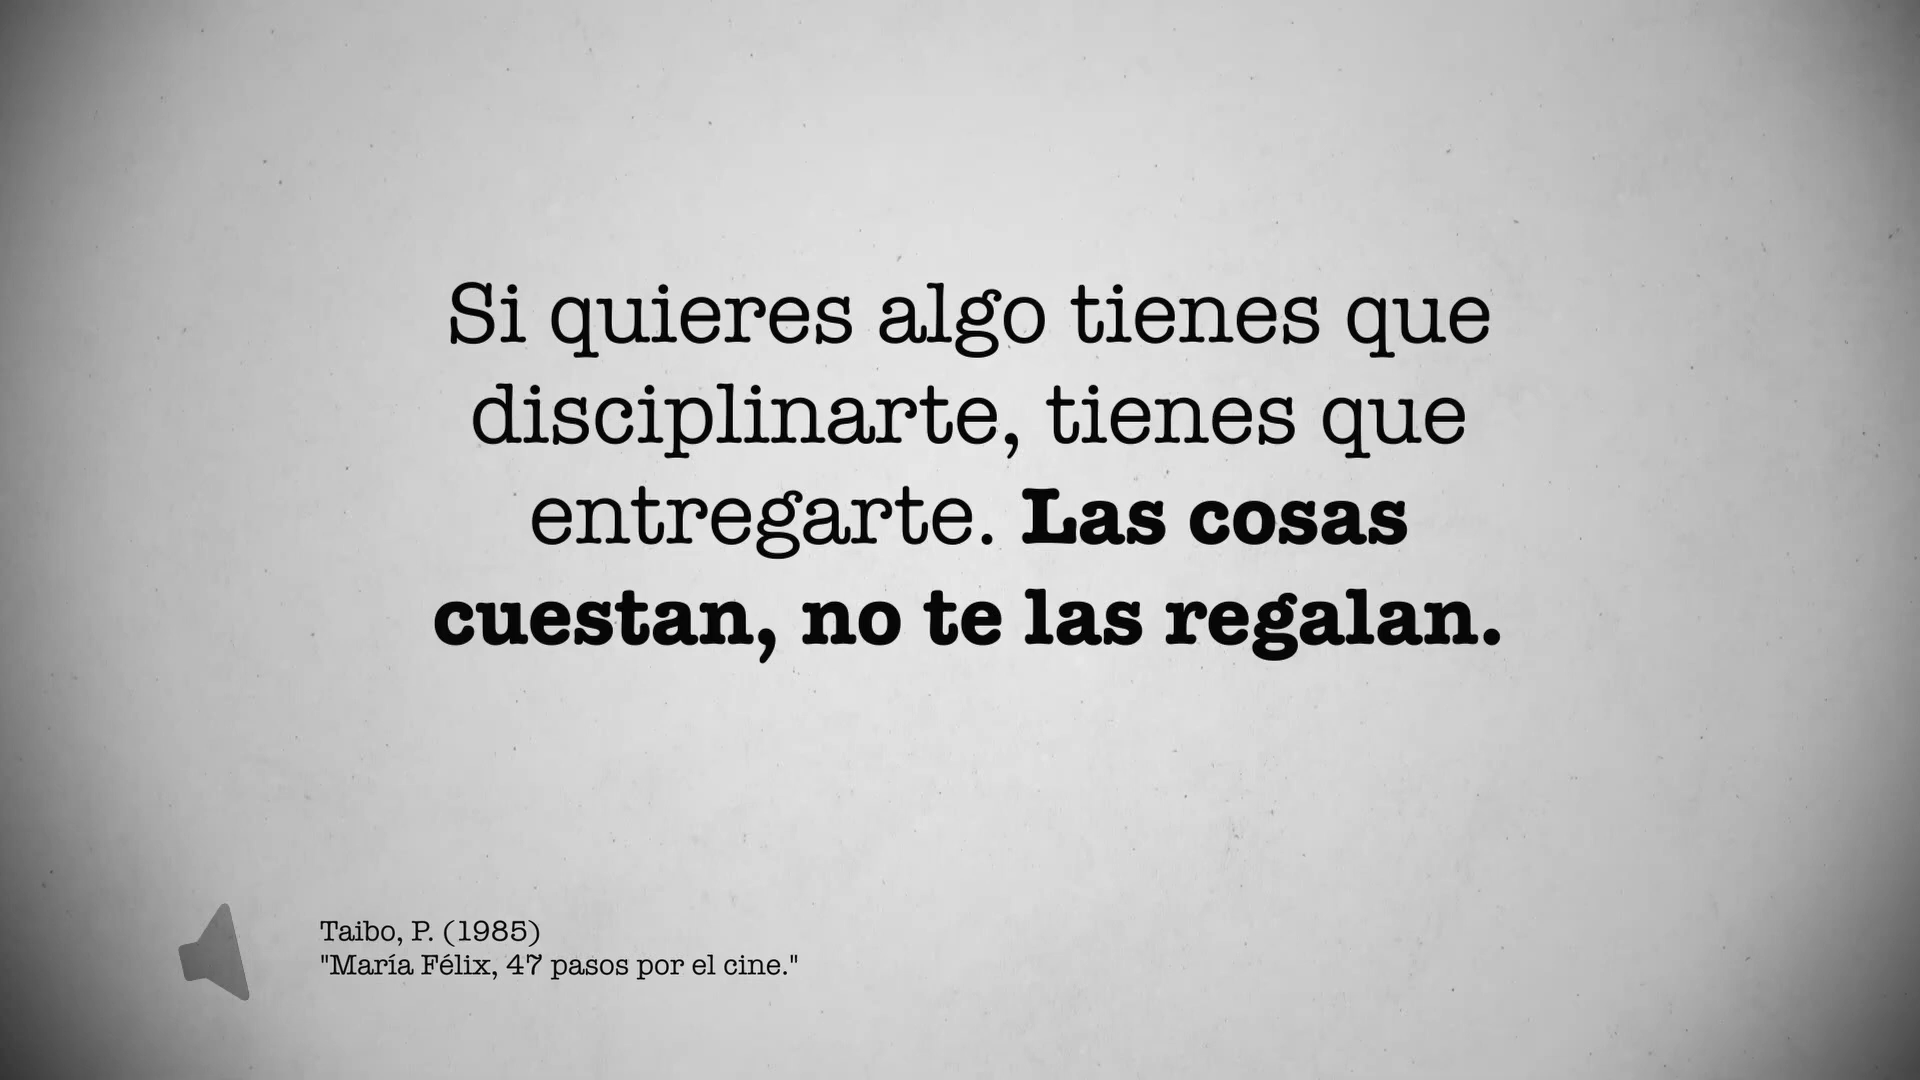 Si quieres algo tienes que
disciplinarte, tienes que
entregarte. Las cosas
cuestan, no te las regalan.
Taibo, P. (1985)
"María Félix, 47 pasos por el cine."